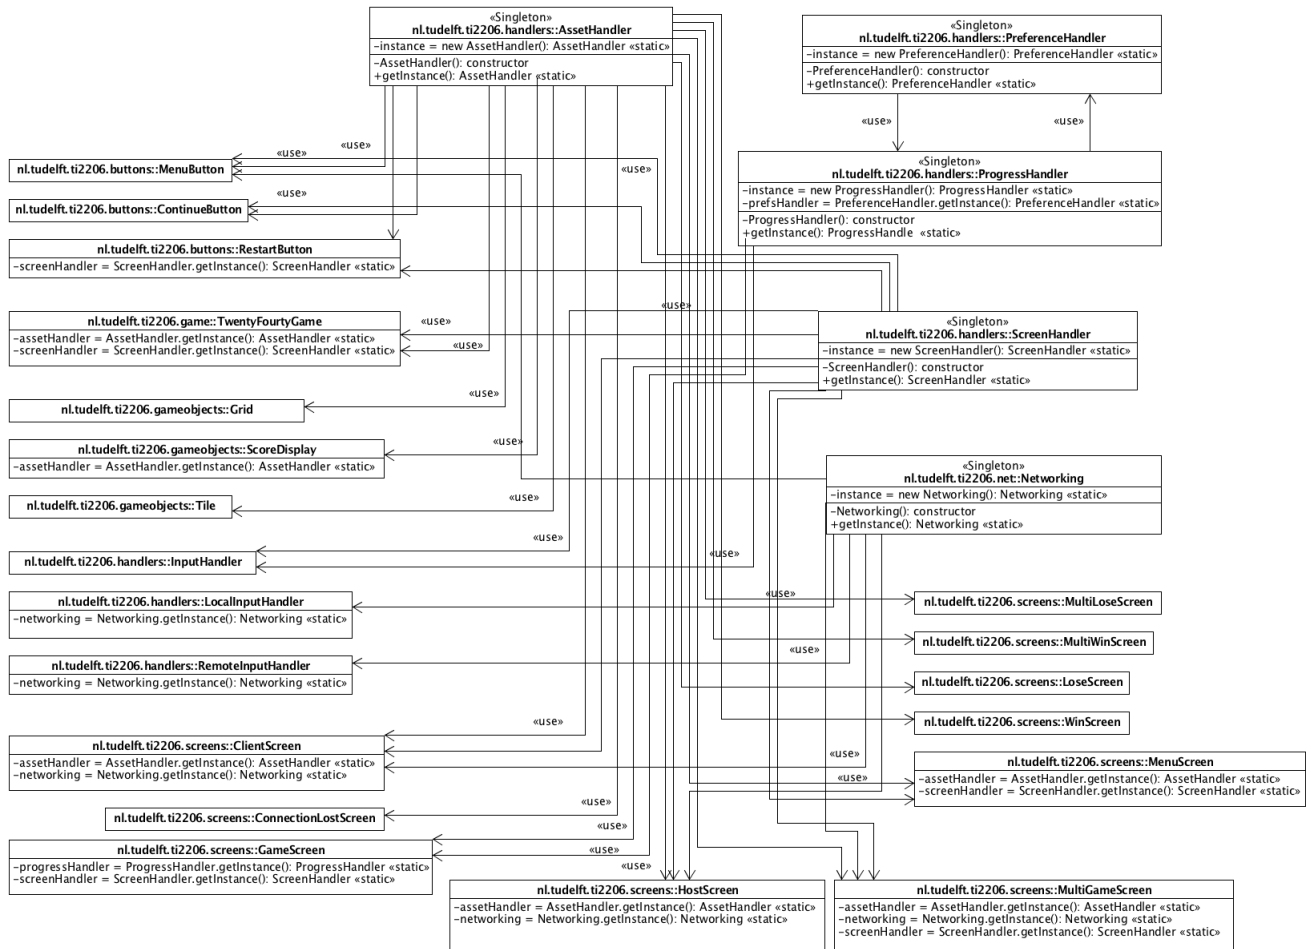 «Singleton»
nl.tudelft.ti2206.handlers::AssetHandler
-instance = new AssetHandler(): AssetHandler «static»
-AssetHandler(): constructor
+getInstance(): AssetHandler «static»
«Singleton»
nl.tudelft.ti2206.handlers::PreferenceHandler
-instance = new PreferenceHandler(): PreferenceHandler «static»
-PreferenceHandler(): constructor
+getInstance(): PreferenceHandler «static»
«use»
«use»
«use»
«use»
«use»
«use»
nl.tudelft.ti2206.buttons::MenuButton
«Singleton»
nl.tudelft.ti2206.handlers::ProgressHandler
-instance = new ProgressHandler(): ProgressHandler «static»
-prefsHandler = PreferenceHandler.getInstance(): PreferenceHandler «static»
-ProgressHandler(): constructor
+getInstance(): ProgressHandle «static»
nl.tudelft.ti2206.buttons::ContinueButton
nl.tudelft.ti2206.buttons::RestartButton
-screenHandler = ScreenHandler.getInstance(): ScreenHandler «static»
«use»
nl.tudelft.ti2206.game::TwentyFourtyGame
-assetHandler = AssetHandler.getInstance(): AssetHandler «static»
-screenHandler = ScreenHandler.getInstance(): ScreenHandler «static»
«use»
«use»
«Singleton»
nl.tudelft.ti2206.handlers::ScreenHandler
-instance = new ScreenHandler(): ScreenHandler «static»
-ScreenHandler(): constructor
+getInstance(): ScreenHandler «static»
«use»
nl.tudelft.ti2206.gameobjects::Grid
«use»
nl.tudelft.ti2206.gameobjects::ScoreDisplay
-assetHandler = AssetHandler.getInstance(): AssetHandler «static»
«Singleton»
nl.tudelft.ti2206.net::Networking
-instance = new Networking(): Networking «static»
-Networking(): constructor
+getInstance(): Networking «static»
«use»
nl.tudelft.ti2206.gameobjects::Tile
«use»
«use»
nl.tudelft.ti2206.handlers::InputHandler
«use»
nl.tudelft.ti2206.handlers::LocalInputHandler
-networking = Networking.getInstance(): Networking «static»
nl.tudelft.ti2206.screens::MultiLoseScreen
nl.tudelft.ti2206.screens::MultiWinScreen
«use»
nl.tudelft.ti2206.handlers::RemoteInputHandler
-networking = Networking.getInstance(): Networking «static»
nl.tudelft.ti2206.screens::LoseScreen
«use»
nl.tudelft.ti2206.screens::WinScreen
nl.tudelft.ti2206.screens::ClientScreen
-assetHandler = AssetHandler.getInstance(): AssetHandler «static»
-networking = Networking.getInstance(): Networking «static»
«use»
«use»
nl.tudelft.ti2206.screens::MenuScreen
-assetHandler = AssetHandler.getInstance(): AssetHandler «static»
-screenHandler = ScreenHandler.getInstance(): ScreenHandler «static»
«use»
nl.tudelft.ti2206.screens::ConnectionLostScreen
«use»
nl.tudelft.ti2206.screens::GameScreen
-progressHandler = ProgressHandler.getInstance(): ProgressHandler «static»
-screenHandler = ScreenHandler.getInstance(): ScreenHandler «static»
«use»
«use»
nl.tudelft.ti2206.screens::HostScreen
-assetHandler = AssetHandler.getInstance(): AssetHandler «static»
-networking = Networking.getInstance(): Networking «static»
nl.tudelft.ti2206.screens::MultiGameScreen
-assetHandler = AssetHandler.getInstance(): AssetHandler «static»
-networking = Networking.getInstance(): Networking «static»
-screenHandler = ScreenHandler.getInstance(): ScreenHandler «static»